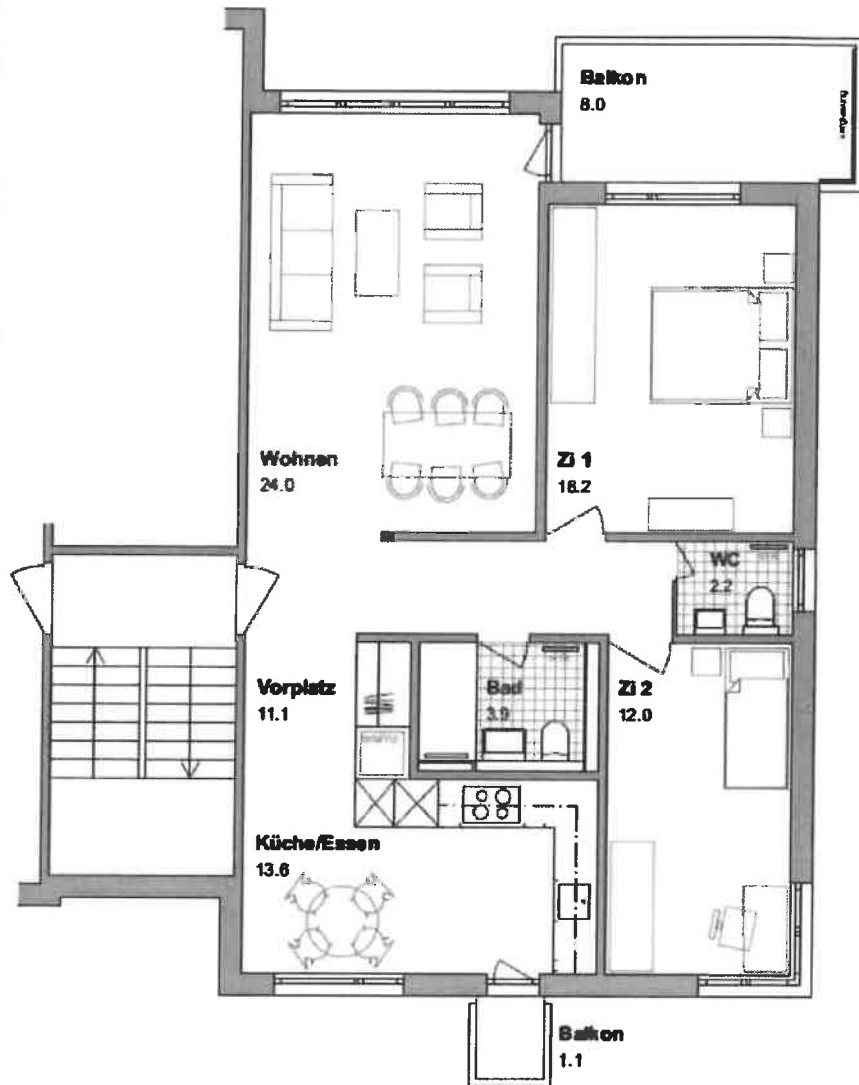 Balkon
8.0
Wohnen
24.0
Zi 1
16.2
WC
2.2
Vorplatz
11.1
Bad
3.9
Zi 2
12.0
Küche/Essen
13.6
Balkon
1.1